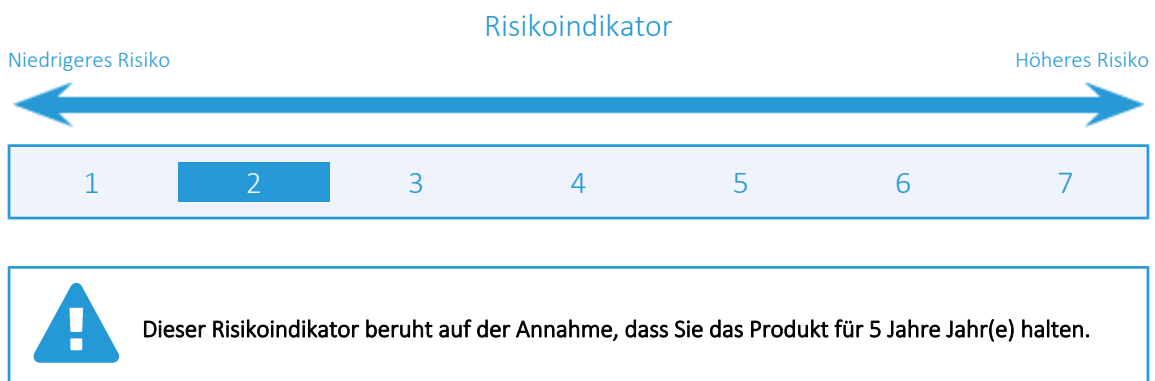 Risikoindikator
Niedrigeres Risiko Höheres Risiko
1 2 3 4 5 6 7
Dieser Risikoindikator beruht auf der Annahme, dass Sie das Produkt für 5 Jahre Jahr(e) halten.